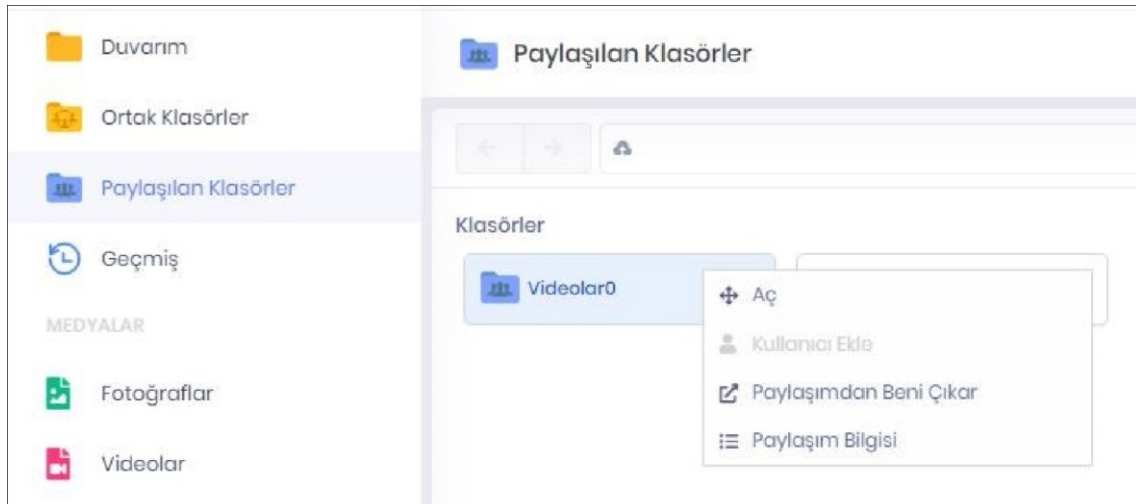 Duvarım
Ortak Klasörler
Paylaşılan Klasörler
Geçmiş
MEDYALAR
Fotoğraflar
Videolar
Paylaşılan Klasörler
Klasörler
Videolar0
Aç
Kullanıcı Ekle
Paylaşımdan Beni Çıkar
Paylaşım Bilgisi